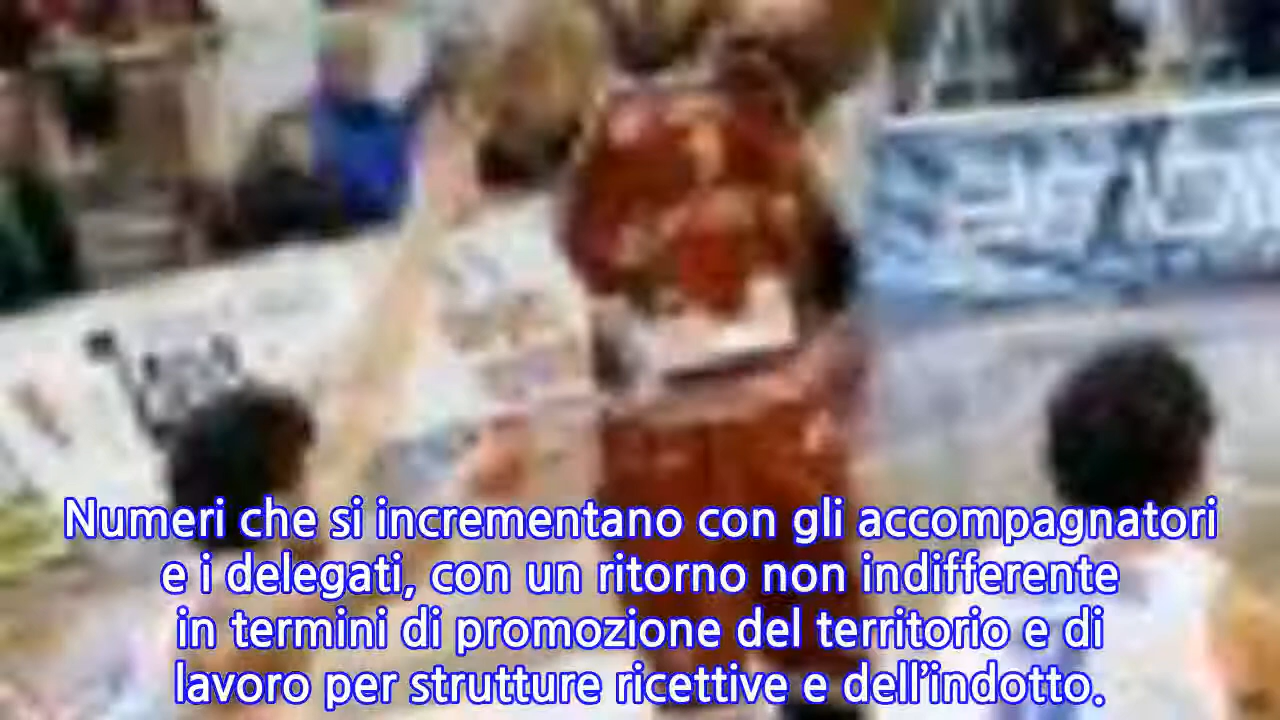 Numeri che si incrementano con gli accompagnatori
e i delegati, con un ritorno non indifferente
in termini di promozione del territorio e di
lavoro per strutture ricettive e dell'indotto.